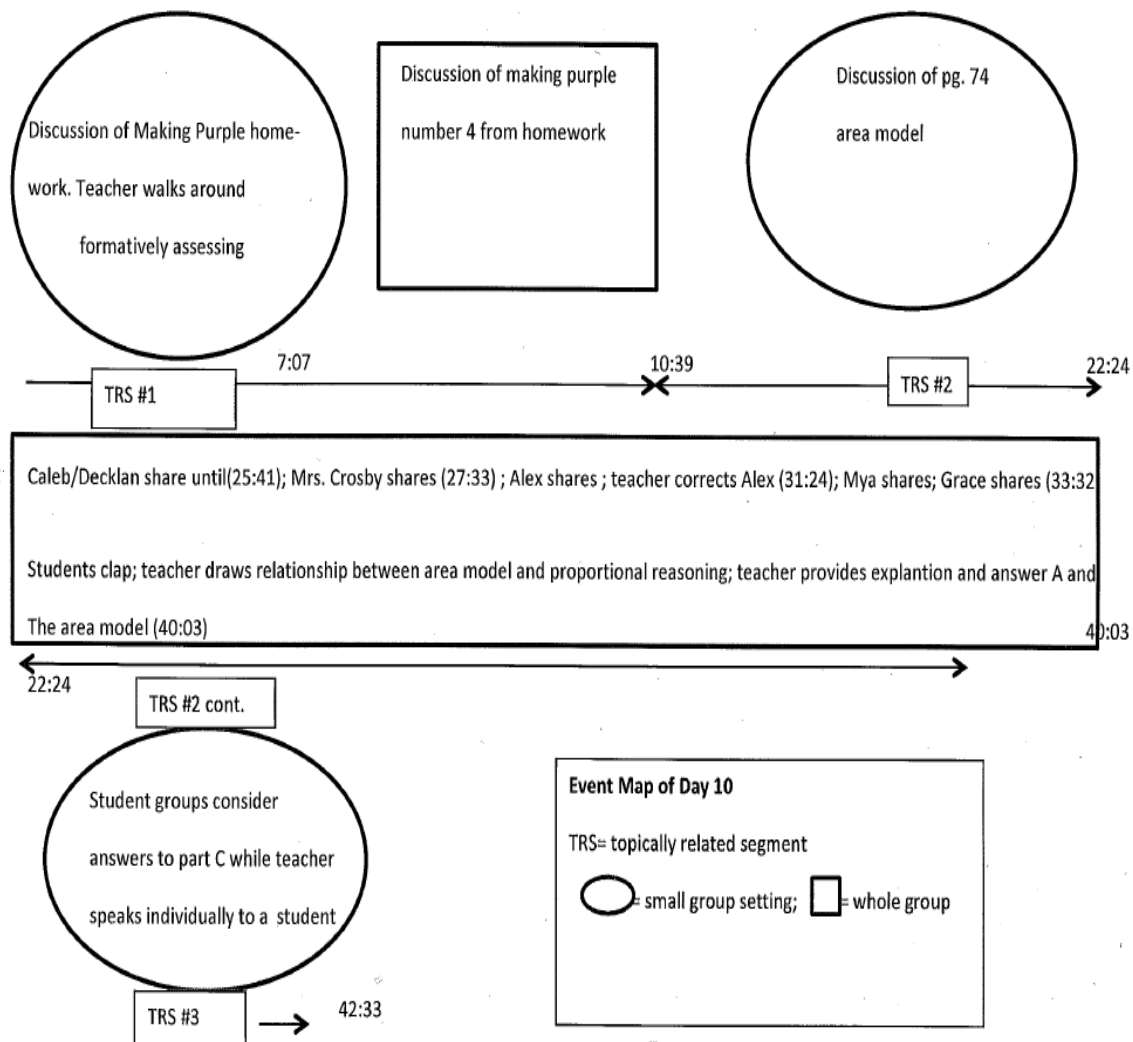 Discussion of Making Purple home-
work. Teacher walks around
formatively assessing
Discussion of making purple
number 4 from homework
Discussion of pg. 74
area model
7:07
10:39
22:24
TRS #1
TRS #2
Caleb/Decklan share until(25:41); Mrs. Crosby shares (27:33) ; Alex shares ; teacher corrects Alex (31:24); Mya shares; Grace shares (33:32
Students clap; teacher draws relationship between area model and proportional reasoning; teacher provides explantion and answer A and
The area model (40:03)
40:03
22:24
TRS #2 cont.
Student groups consider
answers to part C while teacher
speaks individually to a student
TRS #3
42:33
Event Map of Day 10
TRS= topically related segment
= small group setting; = whole group